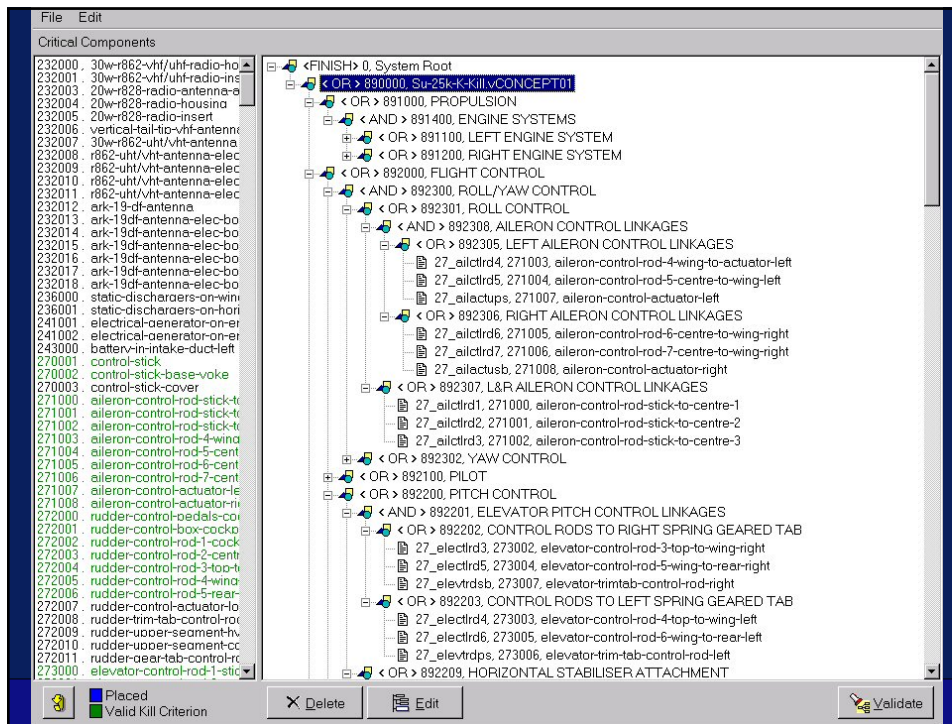 File Edit
Critical Components
232000 . 30w-r862-vhf/uhf-radio-ho
232001 . 30w-r862-vhf/uhf-radio-ins
232003 . 20w-r828-radio-antenna-a
232004 . 20w-r828-radio-housing
232005 . 20w-r828-radio-insert
232006 . vertical-tail-tip-vhf-antenna
232007 . 30w-r862-uht/vht-antenna
232008 . r862-uht/vht-antenna-elec
232009 . r862-uht/vht-antenna-elec
232010 . r862-uht/vht-antenna-elec
232011 . r862-uht/vht-antenna-elec
232012 . ark-19-df-antenna
232013 . ark-19df-antenna-elec-bo
232014 . ark-19df-antenna-elec-bo
232015 . ark-19df-antenna-elec-bo
232016 . ark-19df-antenna-elec-bo
232017 . ark-19df-antenna-elec-bo
232018 . ark-19df-antenna-elec-bo
236000 . static-dischargers-on-wing
236001 . static-dischargers-on-hori
241001 . electrical-generator-on-er
241002 . electrical-generator-on-er
243000 . battery-in-intake-duct-left
270001 . control-stick
270002 . control-stick-base-yoke
270003 . control-stick-cover
271000 . aileron-control-rod-stick-to
271001 . aileron-control-rod-stick-to
271002 . aileron-control-rod-stick-to
271003 . aileron-control-rod-4-wing
271004 . aileron-control-rod-5-cent
271005 . aileron-control-rod-6-cent
271006 . aileron-control-rod-7-cent
271007 . aileron-control-actuator-le
271008 . aileron-control-actuator-ri
272000 . rudder-control-pedals-co
272001 . rudder-control-box-cockp
272002 . rudder-control-rod-1-cock
272003 . rudder-control-rod-2-centr
272004 . rudder-control-rod-3-top-t
272005 . rudder-control-rod-4-wing
272006 . rudder-control-rod-5-rear-
272007 . rudder-control-actuator-lo
272008 . rudder-trim-tab-control-roc
272009 . rudder-upper-segment-hy
272010 . rudder-upper-segment-cc
272011 . rudder-gear-tab-control-rc
273000 . elevator-control-rod-1-stic
<FINISH> 0, System Root
< OR > 890000, Su-25k-K-Kill.vCONCEPT01
< OR > 891000, PROPULSION
< AND > 891400, ENGINE SYSTEMS
< OR > 891100, LEFT ENGINE SYSTEM
< OR > 891200, RIGHT ENGINE SYSTEM
< OR > 892000, FLIGHT CONTROL
< AND > 892300, ROLL/YAW CONTROL
< OR > 892301, ROLL CONTROL
< AND > 892308, AILERON CONTROL LINKAGES
< OR > 892305, LEFT AILERON CONTROL LINKAGES
27_ailctlrd4, 271003, aileron-control-rod-4-wing-to-actuator-left
27_ailctlrd5, 271004, aileron-control-rod-5-centre-to-wing-left
27_ailactups, 271007, aileron-control-actuator-left
< OR > 892306, RIGHT AILERON CONTROL LINKAGES
27_ailctlrd6, 271005, aileron-control-rod-6-centre-to-wing-right
27_ailctlrd7, 271006, aileron-control-rod-7-centre-to-wing-right
27_ailactusb, 271008, aileron-control-actuator-right
< OR > 892307, L&R AILERON CONTROL LINKAGES
27_ailctlrd1, 271000, aileron-control-rod-stick-to-centre-1
27_ailctlrd2, 271001, aileron-control-rod-stick-to-centre-2
27_ailctlrd3, 271002, aileron-control-rod-stick-to-centre-3
< OR > 892302, YAW CONTROL
< OR > 892100, PILOT
< OR > 892200, PITCH CONTROL
< AND > 892201, ELEVATOR PITCH CONTROL LINKAGES
< OR > 892202, CONTROL RODS TO RIGHT SPRING GEARED TAB
27_electlrd3, 273002, elevator-control-rod-3-top-to-wing-right
27_electlrd5, 273004, elevator-control-rod-5-wing-to-rear-right
27_elevtrdsb, 273007, elevator-trimtab-control-rod-right
< OR > 892203, CONTROL RODS TO LEFT SPRING GEARED TAB
27_electlrd4, 273003, elevator-control-rod-4-top-to-wing-left
27_electlrd6, 273005, elevator-control-rod-6-wing-to-rear-left
27_elevtrdps, 273006, elevator-trim-tab-control-rod-left
< OR > 892209, HORIZONTAL STABILISER ATTACHMENT
Placed
Valid Kill Criterion
Delete
Edit
Validate